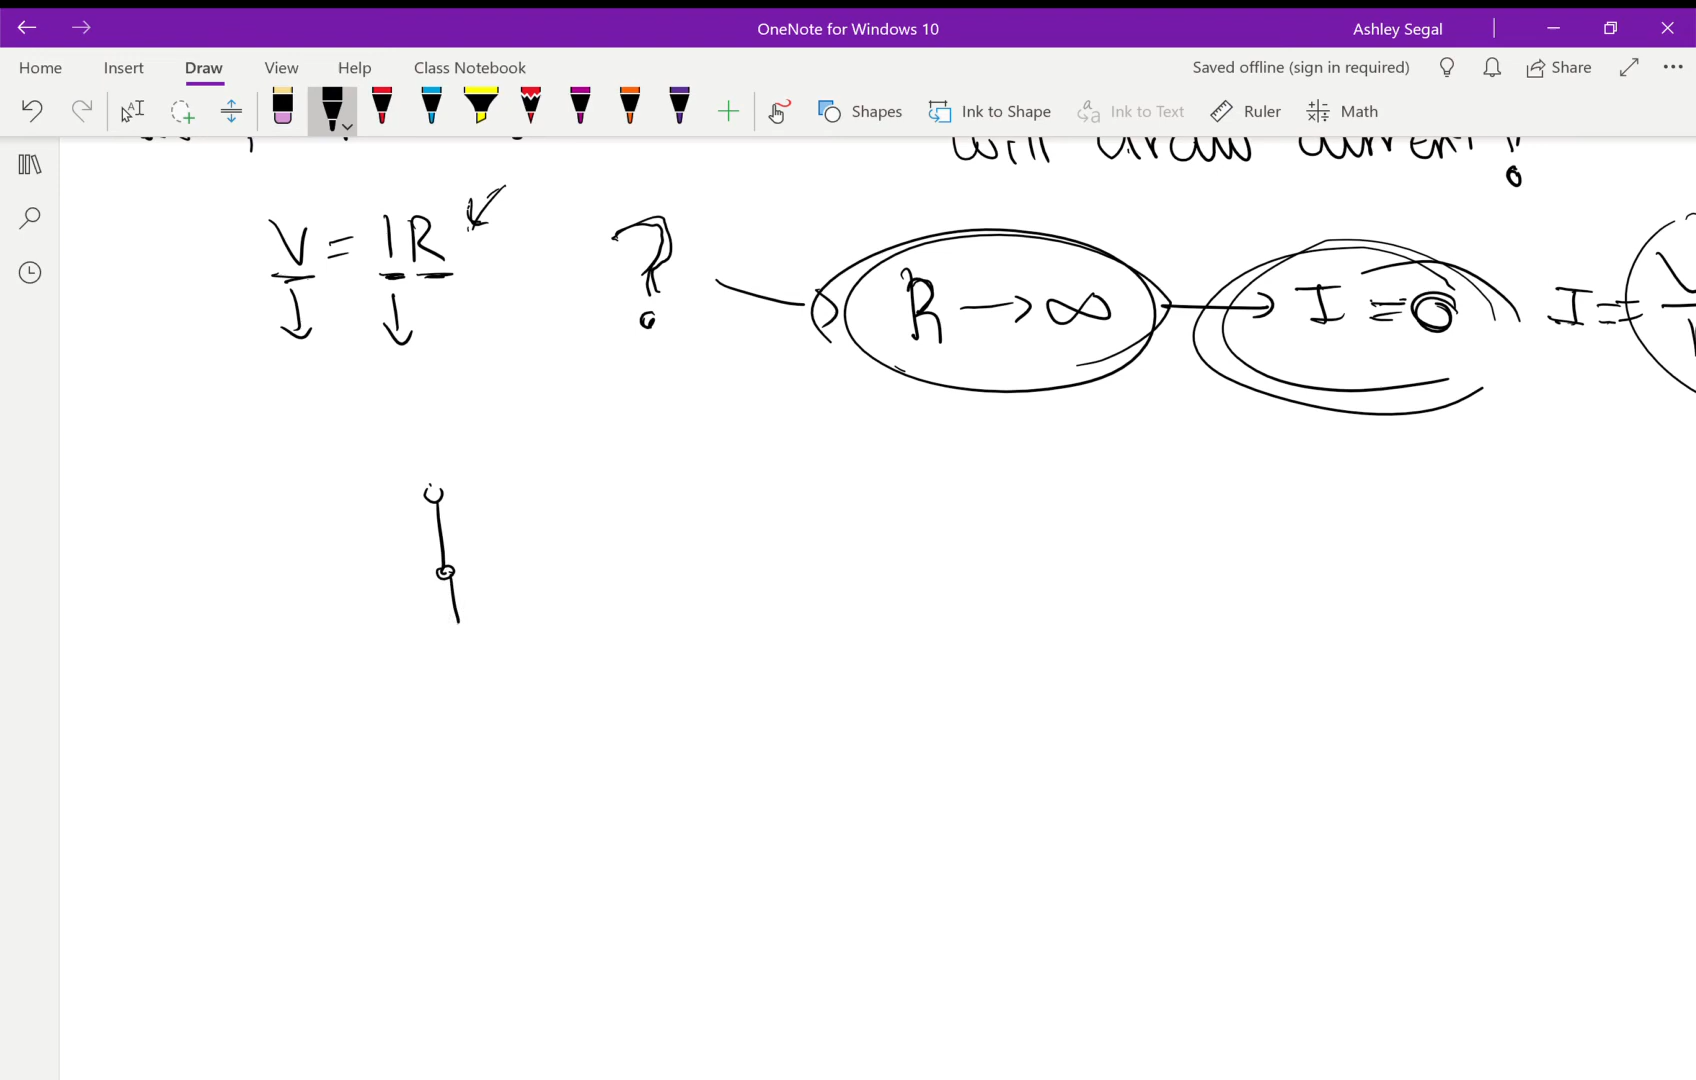 OneNote for Windows 10
Ashley Segal
Home Insert Draw View Help Class Notebook
Saved offline (sign in required) Share
Shapes Ink to Shape Ink to Text Ruler Math
will draw current?
V = IR ? R → ∞ → I = 0 I = V